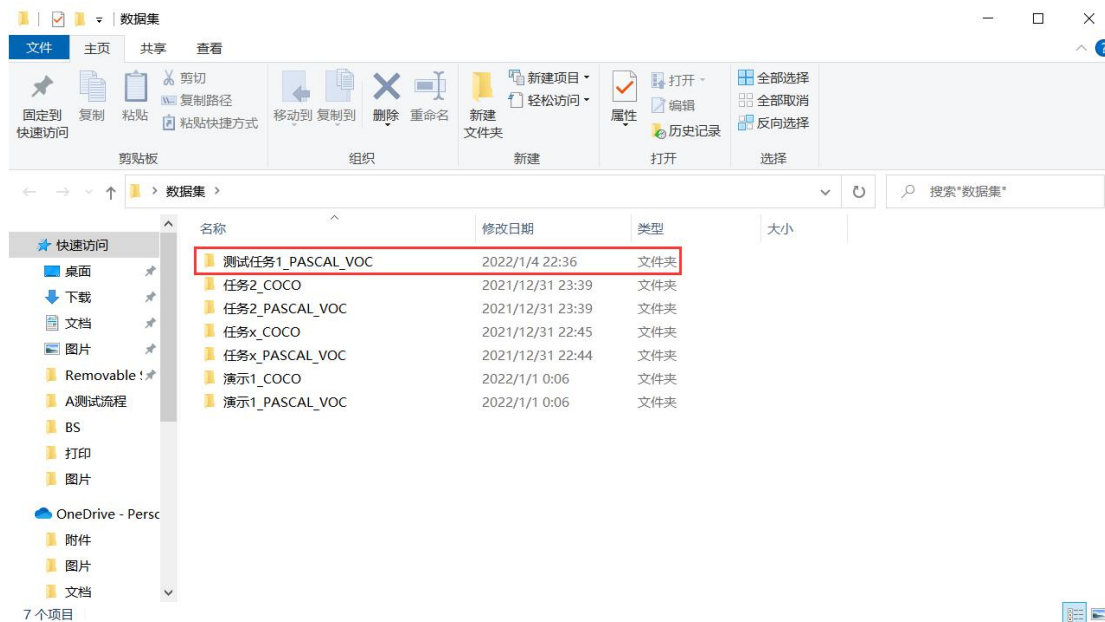 数据集
文件 主页 共享 查看
固定到 快速访问
复制
粘贴
剪切
复制路径
粘贴快捷方式
移动到 复制到 删除 重命名
新建 文件夹
新建项目
轻松访问
属性
打开
编辑
历史记录
全部选择
全部取消
反向选择
剪贴板 组织 新建 打开 选择
数据集
搜索"数据集"
名称 修改日期 类型 大小
快速访问
桌面
下载
文档
图片
Removable
A测试流程
BS
打印
图片
OneDrive - Persc
附件
图片
文档
测试任务1_PASCAL_VOC 2022/1/4 22:36 文件夹
任务2_COCO 2021/12/31 23:39 文件夹
任务2_PASCAL_VOC 2021/12/31 23:39 文件夹
任务x_COCO 2021/12/31 22:45 文件夹
任务x_PASCAL_VOC 2021/12/31 22:44 文件夹
演示1_COCO 2022/1/1 0:06 文件夹
演示1_PASCAL_VOC 2022/1/1 0:06 文件夹
7 个项目